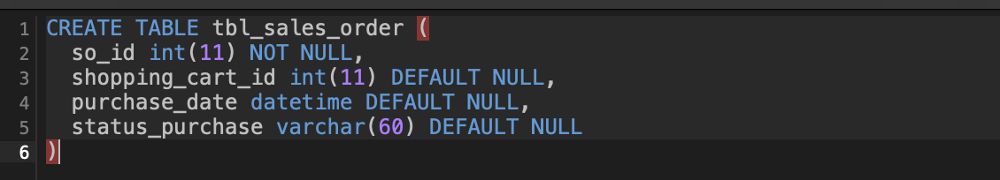 1 CREATE TABLE tbl_sales_order (
2   so_id int(11) NOT NULL,
3   shopping_cart_id int(11) DEFAULT NULL,
4   purchase_date datetime DEFAULT NULL,
5   status_purchase varchar(60) DEFAULT NULL
6 )